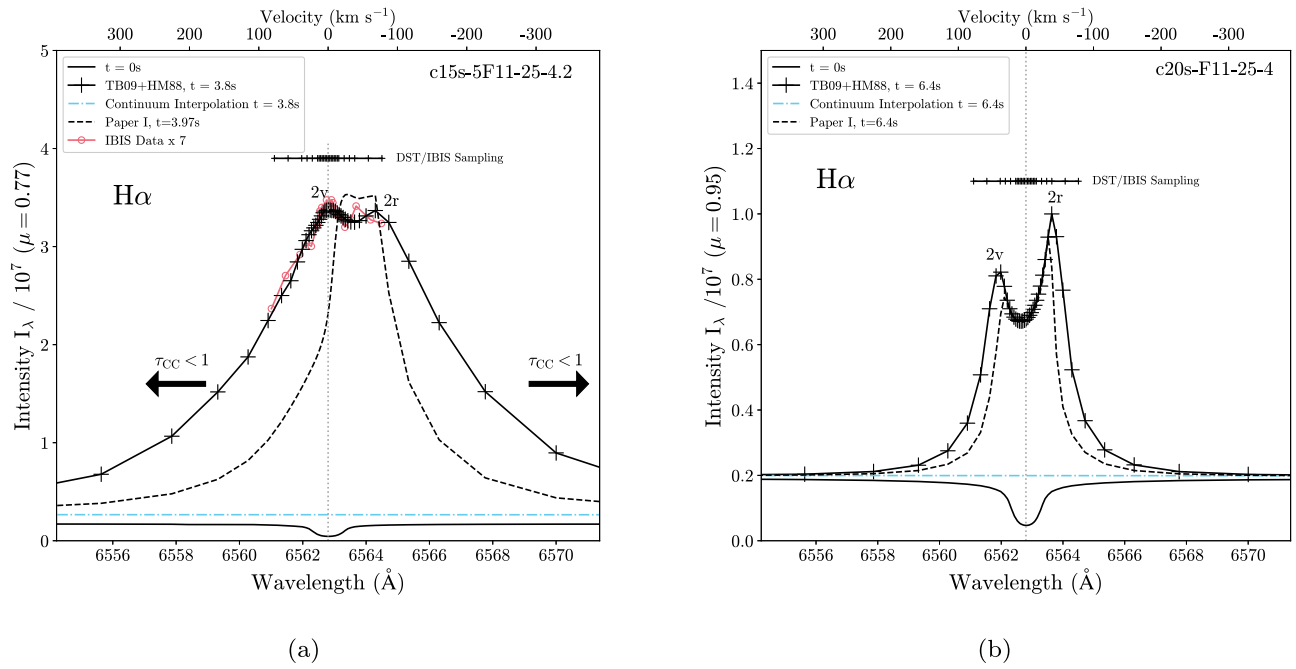 Velocity (km s⁻¹)
300 200 100 0 -100 -200 -300
c15s-5F11-25-4.2
t = 0s
TB09+HM88, t = 3.8s
Continuum Interpolation t = 3.8s
Paper I, t=3.97s
IBIS Data x 7
DST/IBIS Sampling
Hα
2v
2r
τCC < 1
τCC < 1
Intensity Iλ / 10⁷ (μ = 0.77)
5
4
3
2
1
0
6556 6558 6560 6562 6564 6566 6568 6570
Wavelength (Å)
(a)
Velocity (km s⁻¹)
300 200 100 0 -100 -200 -300
c20s-F11-25-4
t = 0s
TB09+HM88, t = 6.4s
Continuum Interpolation t = 6.4s
Paper I, t=6.4s
DST/IBIS Sampling
Hα
2r
2v
Intensity Iλ /10⁷ (μ = 0.95)
1.4
1.2
1.0
0.8
0.6
0.4
0.2
0.0
6556 6558 6560 6562 6564 6566 6568 6570
Wavelength (Å)
(b)